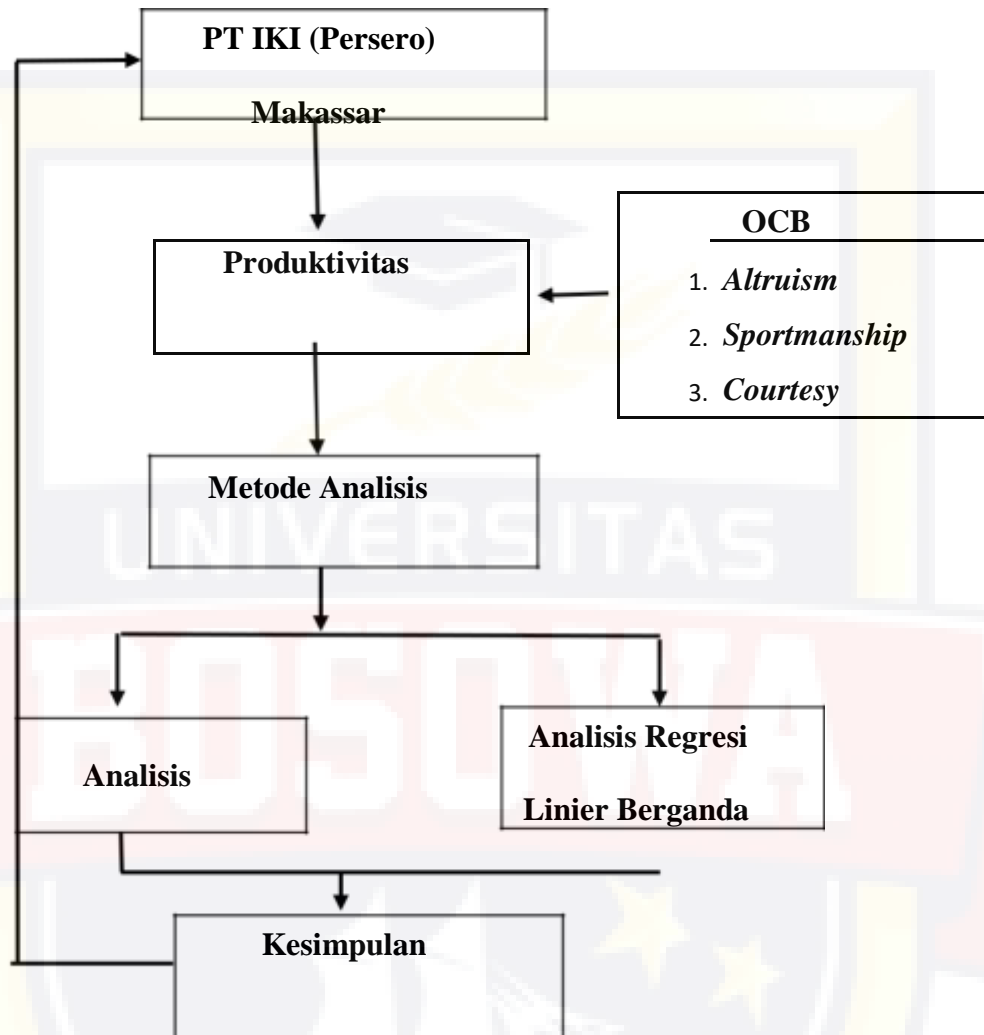 PT IKI (Persero)
Makassar
OCB
Produktivitas
1. Altruism
2. Sportmanship
3. Courtesy
Metode Analisis
UNIVERSITAS
BOSOWA
Analisis
Analisis Regresi
Linier Berganda
Kesimpulan